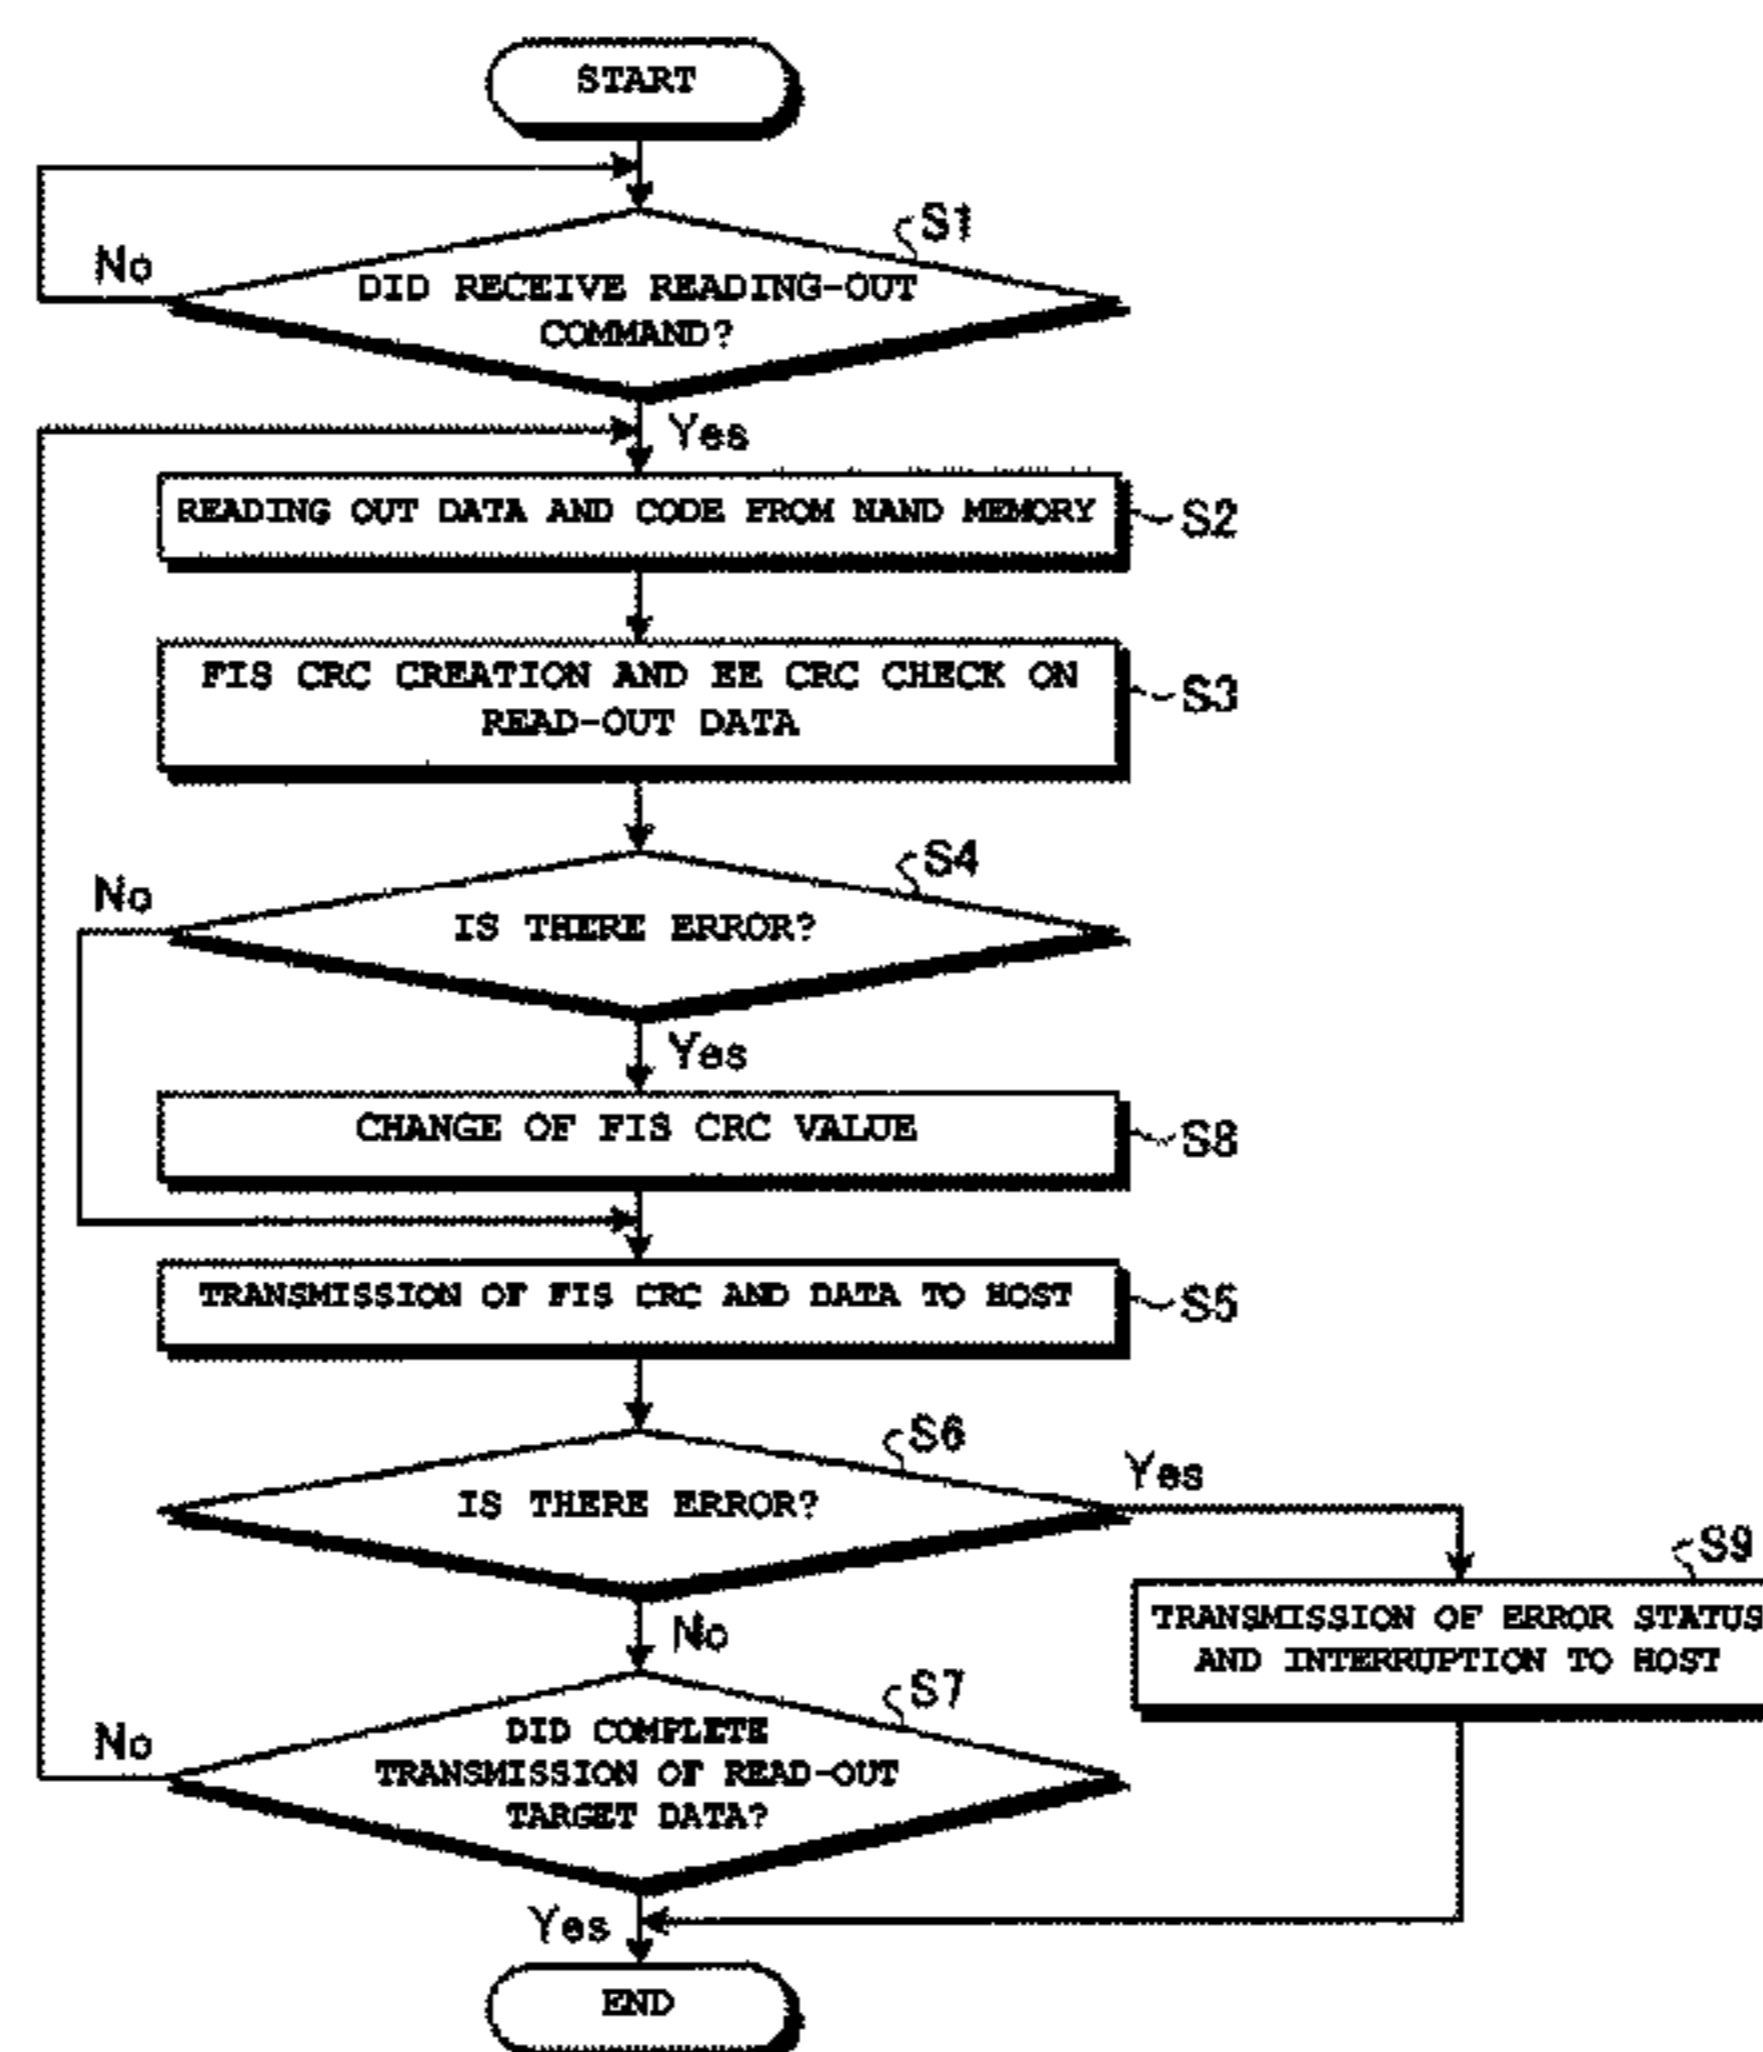 START
S1
No
DID RECEIVE READING-OUT
COMMAND?
Yes
READING OUT DATA AND CODE FROM NAND MEMORY
S2
FIS CRC CREATION AND EE CRC CHECK ON
READ-OUT DATA
S3
S4
No
IS THERE ERROR?
Yes
CHANGE OF FIS CRC VALUE
S8
TRANSMISSION OF FIS CRC AND DATA TO HOST
S5
S6
Yes
IS THERE ERROR?
S9
TRANSMISSION OF ERROR STATUS
AND INTERRUPTION TO HOST
No
S7
No
DID COMPLETE
TRANSMISSION OF READ-OUT
TARGET DATA?
Yes
END